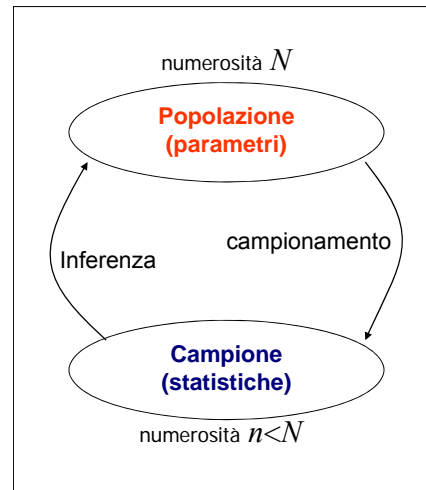 numerosità N
Popolazione
(parametri)
campionamento
Inferenza
Campione
(statistiche)
numerosità n<N